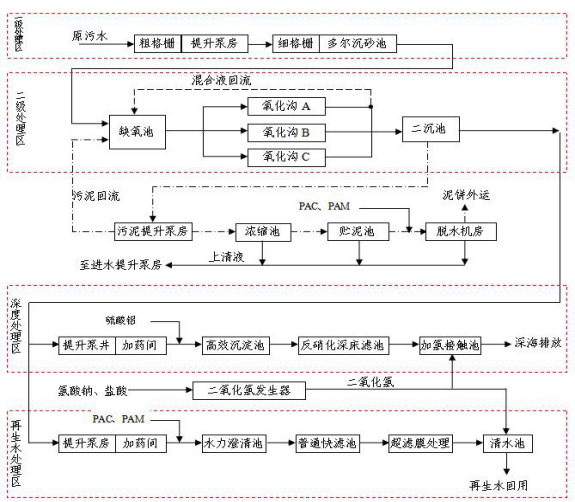 一级处理区
原污水
粗格栅
提升泵房
细格栅
多尔沉砂池
二级处理区
混合液回流
缺氧池
氧化沟 A
氧化沟 B
氧化沟 C
二沉池
污泥回流
PAC、PAM
泥饼外运
污泥提升泵房
浓缩池
贮泥池
脱水机房
上清液
至进水提升泵房
深度处理区
硫酸铝
提升泵井
加药间
高效沉淀池
反硝化深床滤池
加氯接触池
深海排放
氯酸钠、盐酸
二氧化氯发生器
二氧化氯
再生水处理区
PAC、PAM
提升泵房
加药间
水力澄清池
普通快滤池
超滤膜处理
清水池
再生水回用